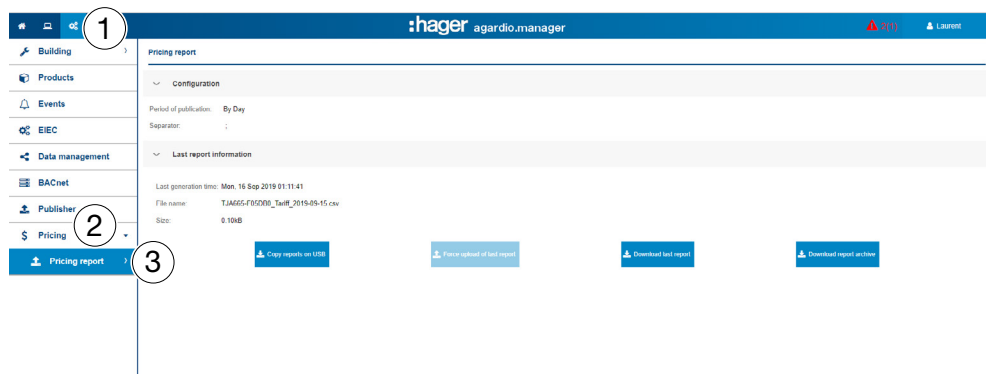 1
:hager agardio.manager
Laurent
Building
Pricing report
Products
Configuration
Events
Period of publication: By Day
Separator: ;
EIEC
Data management
Last report information
BACnet
Last generation time: Mon, 16 Sep 2019 01:11:41
File name: TJA665-F05DB0_Tariff_2019-09-15.csv
Publisher
Size: 0.10kB
2
$ Pricing
Pricing report
3
Copy reports on USB
Force upload of last report
Download last report
Download report archive